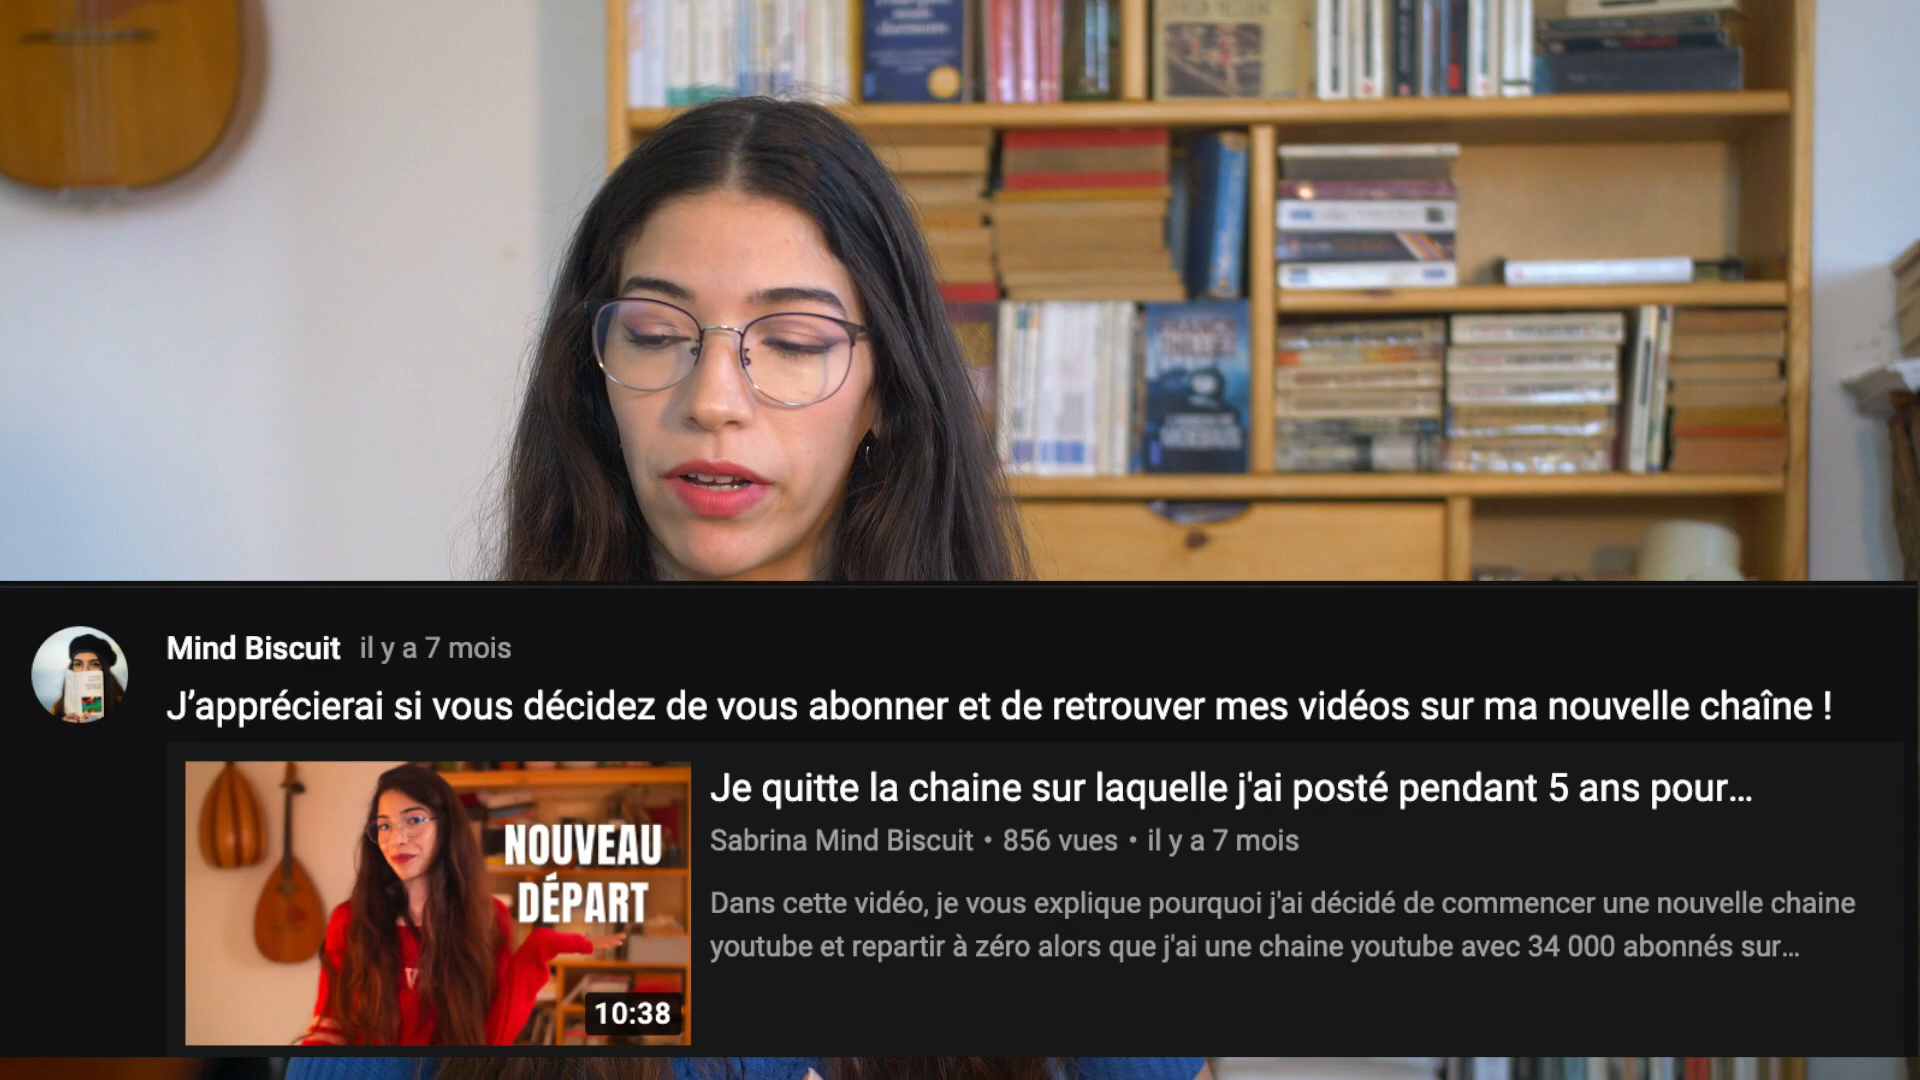 Mind Biscuit il y a 7 mois
J’apprécierai si vous décidez de vous abonner et de retrouver mes vidéos sur ma nouvelle chaîne !
NOUVEAU
DÉPART
10:38
Je quitte la chaine sur laquelle j'ai posté pendant 5 ans pour...
Sabrina Mind Biscuit • 856 vues • il y a 7 mois
Dans cette vidéo, je vous explique pourquoi j'ai décidé de commencer une nouvelle chaine
youtube et repartir à zéro alors que j'ai une chaine youtube avec 34 000 abonnés sur...